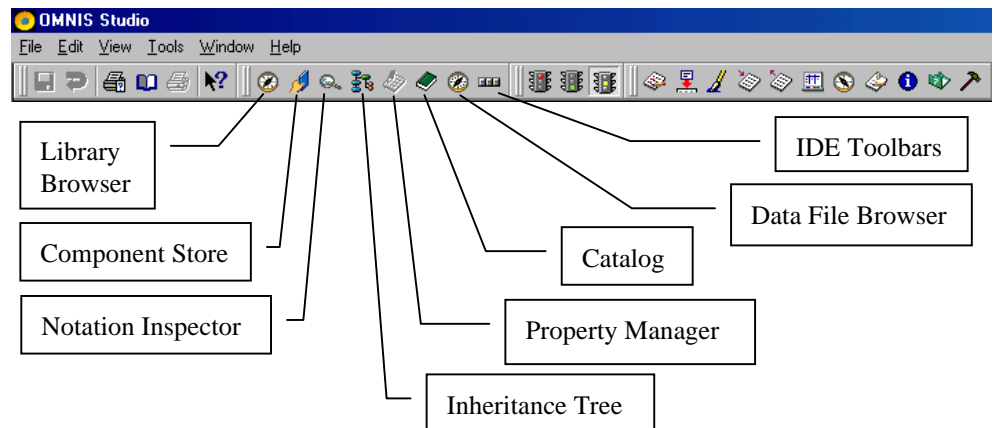 OMNIS Studio
File Edit View Tools Window Help
Library
Browser
IDE Toolbars
Data File Browser
Component Store
Catalog
Notation Inspector
Property Manager
Inheritance Tree